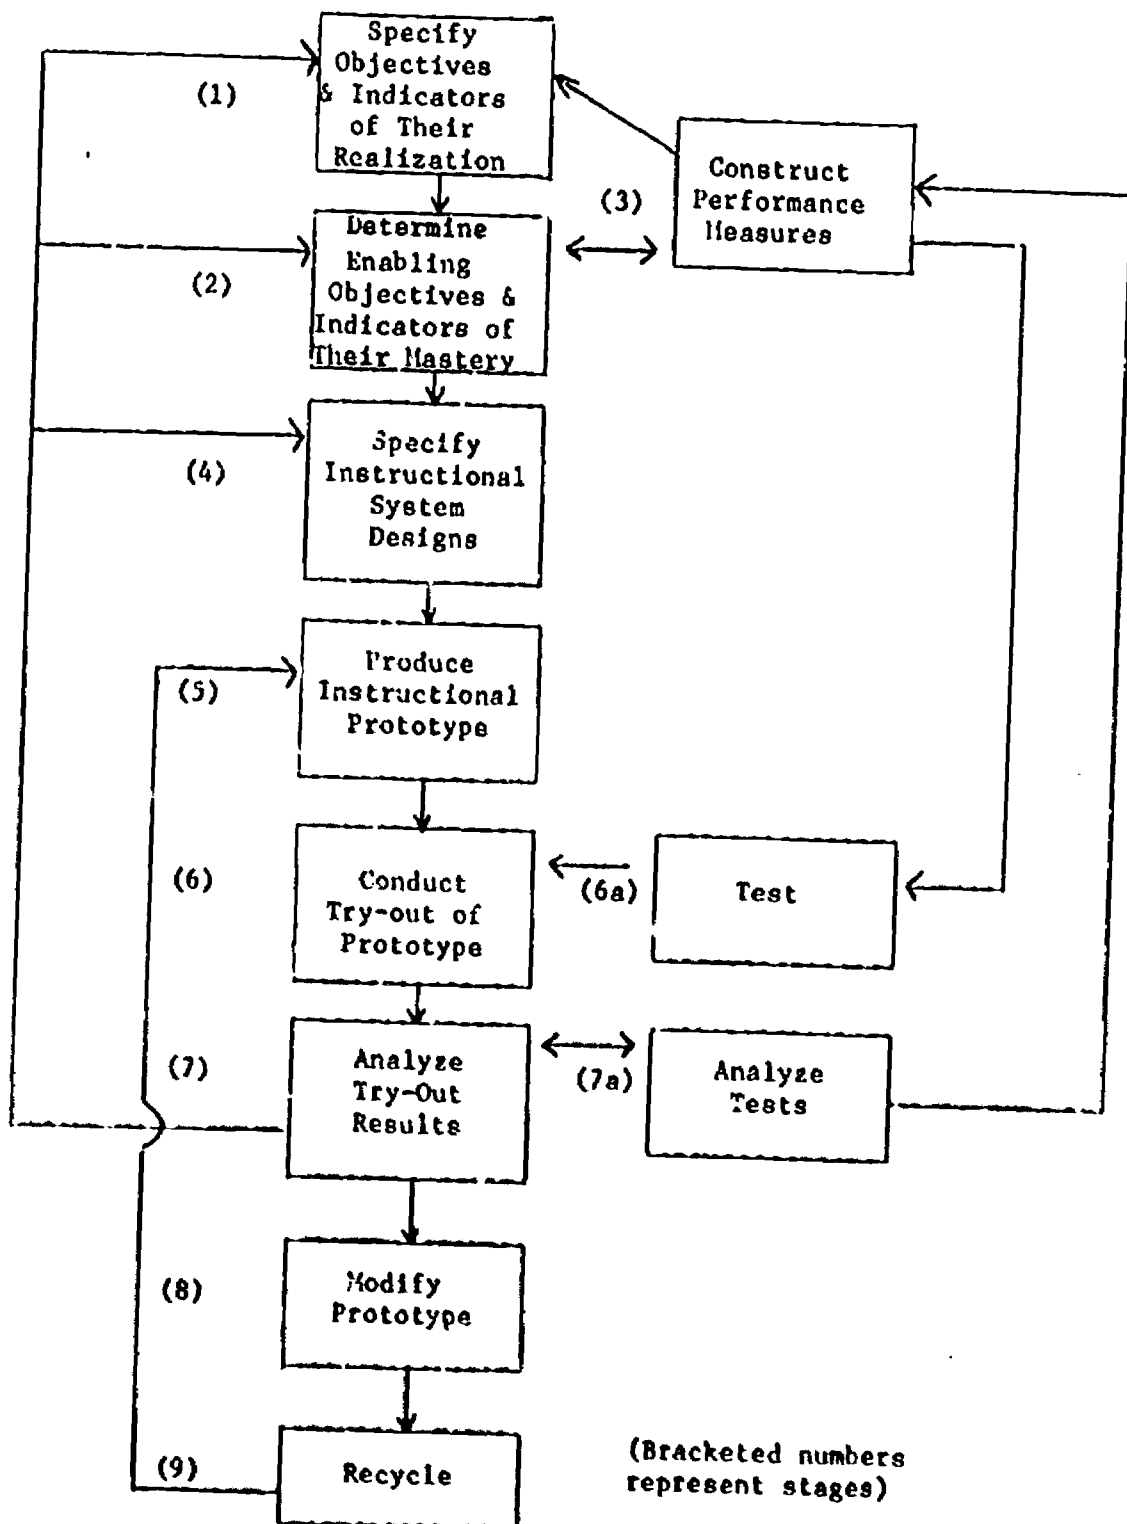 Specify
Objectives
& Indicators
of Their
Realization
(1)
Construct
Performance
Measures
(3)
Determine
Enabling
Objectives &
Indicators of
Their Mastery
(2)
Specify
Instructional
System
Designs
(4)
Produce
Instructional
Prototype
(5)
Conduct
Try-out of
Prototype
(6)
(6a)
Test
Analyze
Try-Out
Results
(7)
(7a)
Analyze
Tests
Modify
Prototype
(8)
Recycle
(9)
(Bracketed numbers
represent stages)